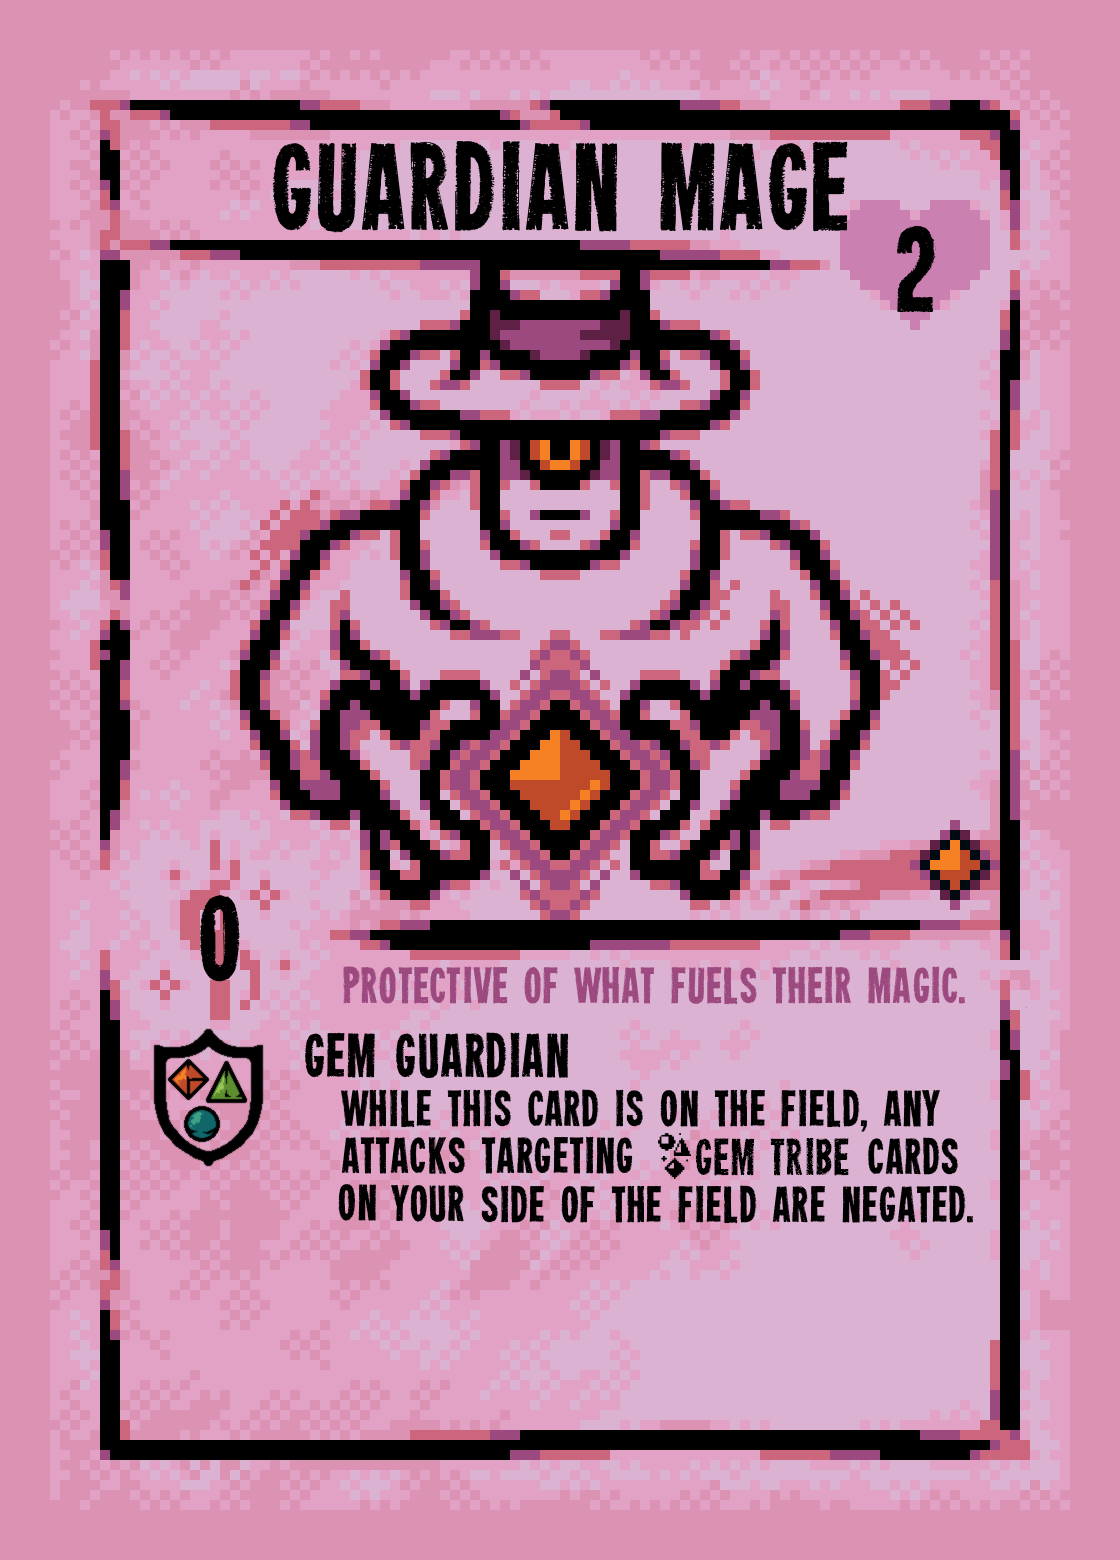 GUARDIAN MAGE
2
0
PROTECTIVE OF WHAT FUELS THEIR MAGIC.
GEM GUARDIAN
WHILE THIS CARD IS ON THE FIELD, ANY
ATTACKS TARGETING GEM TRIBE CARDS
ON YOUR SIDE OF THE FIELD ARE NEGATED.